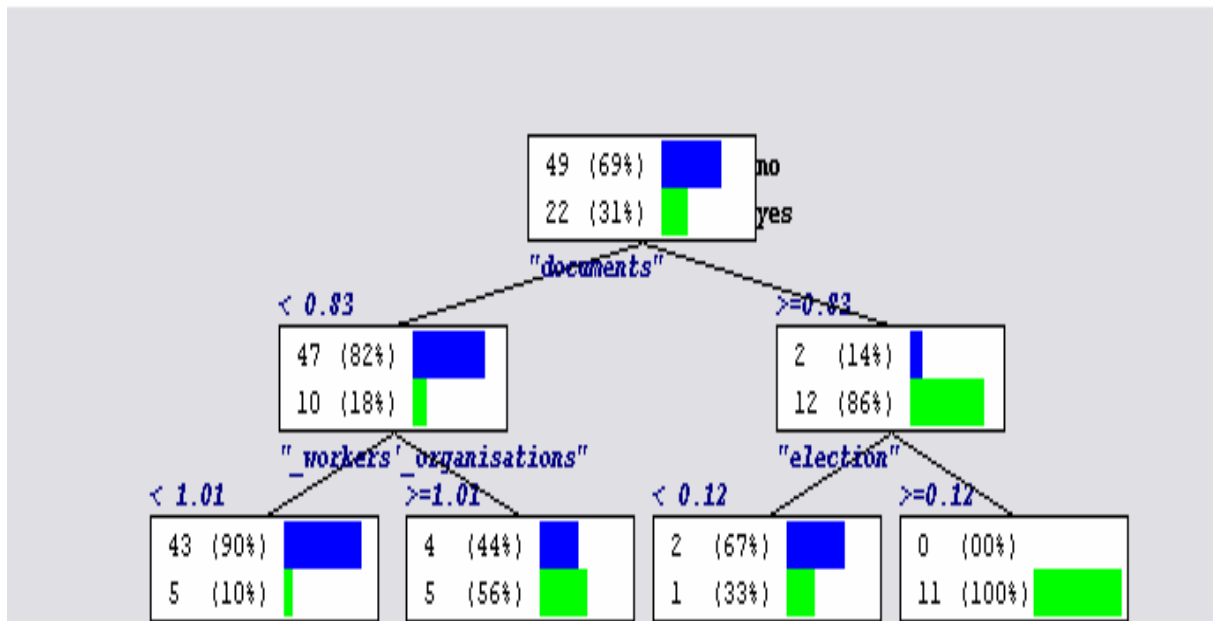 49 (69%) no
22 (31%) yes
"documents"
< 0.83 >=0.83
47 (82%) 2 (14%)
10 (18%) 12 (86%)
"_workers'_organisations" "election"
< 1.01 >=1.01 < 0.12 >=0.12
43 (90%) 4 (44%) 2 (67%) 0 (00%)
5 (10%) 5 (56%) 1 (33%) 11 (100%)